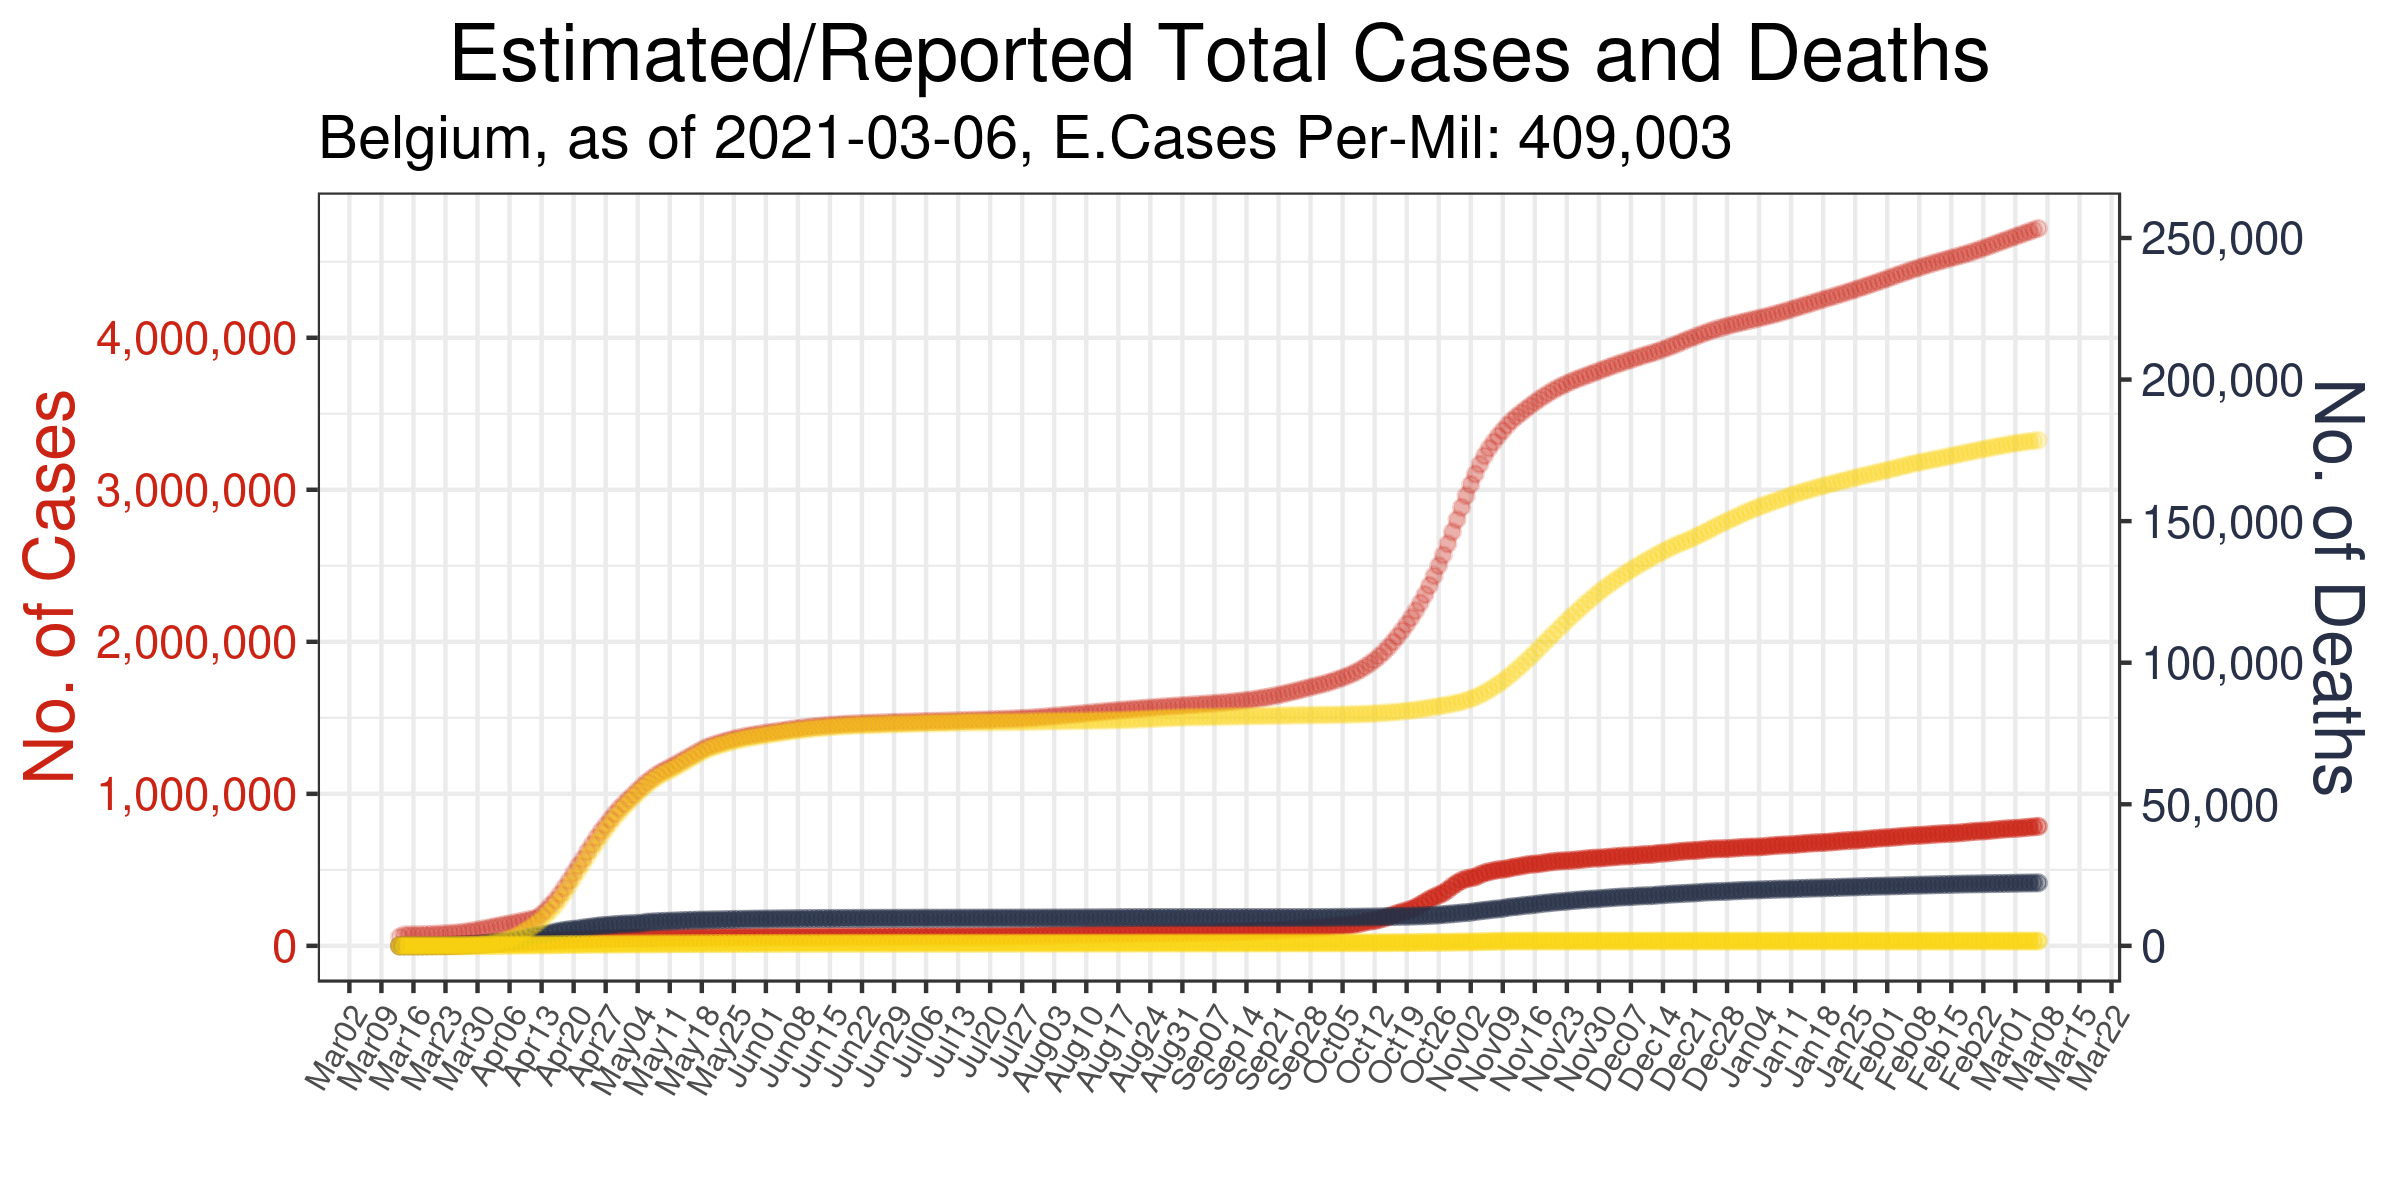 Estimated/Reported Total Cases and Deaths
Belgium, as of 2021-03-06, E.Cases Per-Mil: 409,003
No. of Cases
4,000,000
3,000,000
2,000,000
1,000,000
0
250,000
200,000
150,000
100,000
50,000
0
No. of Deaths
Mar02
Mar09
Mar16
Mar23
Mar30
Apr06
Apr13
Apr20
Apr27
May04
May11
May18
May25
Jun01
Jun08
Jun15
Jun22
Jun29
Jul06
Jul13
Jul20
Jul27
Aug03
Aug10
Aug17
Aug24
Aug31
Sep07
Sep14
Sep21
Sep28
Oct05
Oct12
Oct19
Oct26
Nov02
Nov09
Nov16
Nov23
Nov30
Dec07
Dec14
Dec21
Dec28
Jan04
Jan11
Jan18
Jan25
Feb01
Feb08
Feb15
Feb22
Mar01
Mar08
Mar15
Mar22